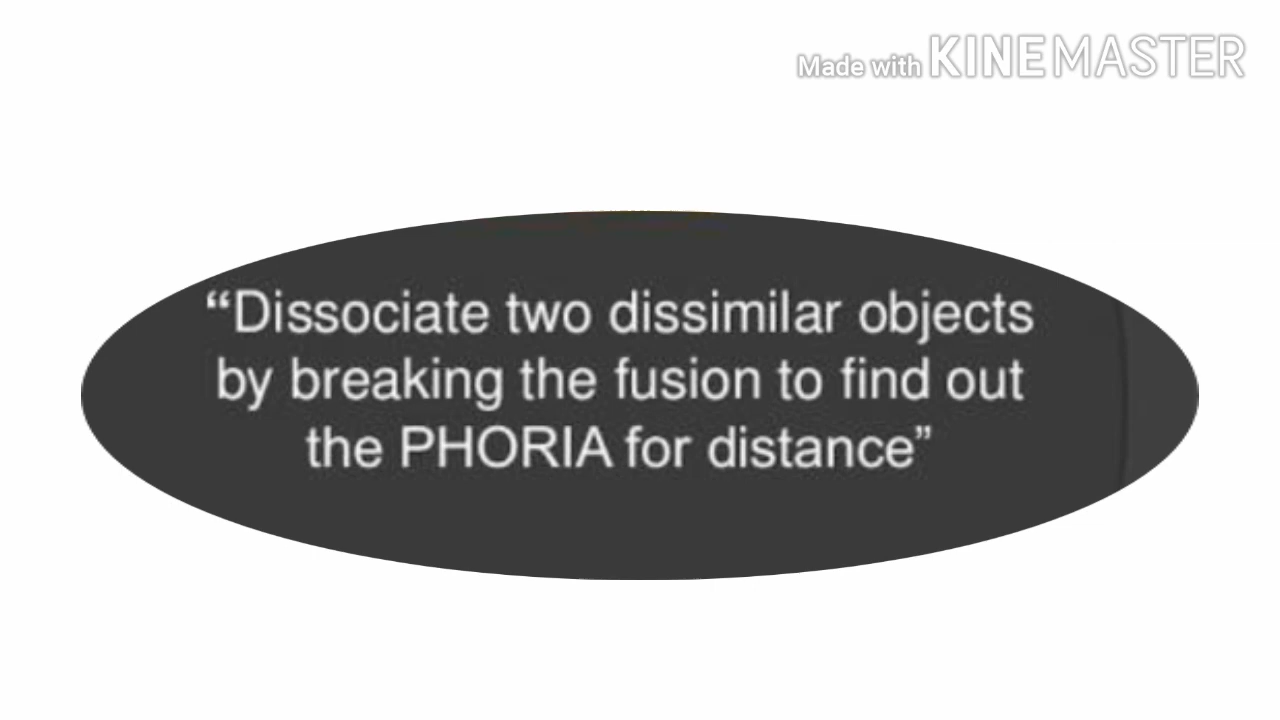 Made with KINEMASTER
“Dissociate two dissimilar objects
by breaking the fusion to find out
the PHORIA for distance”